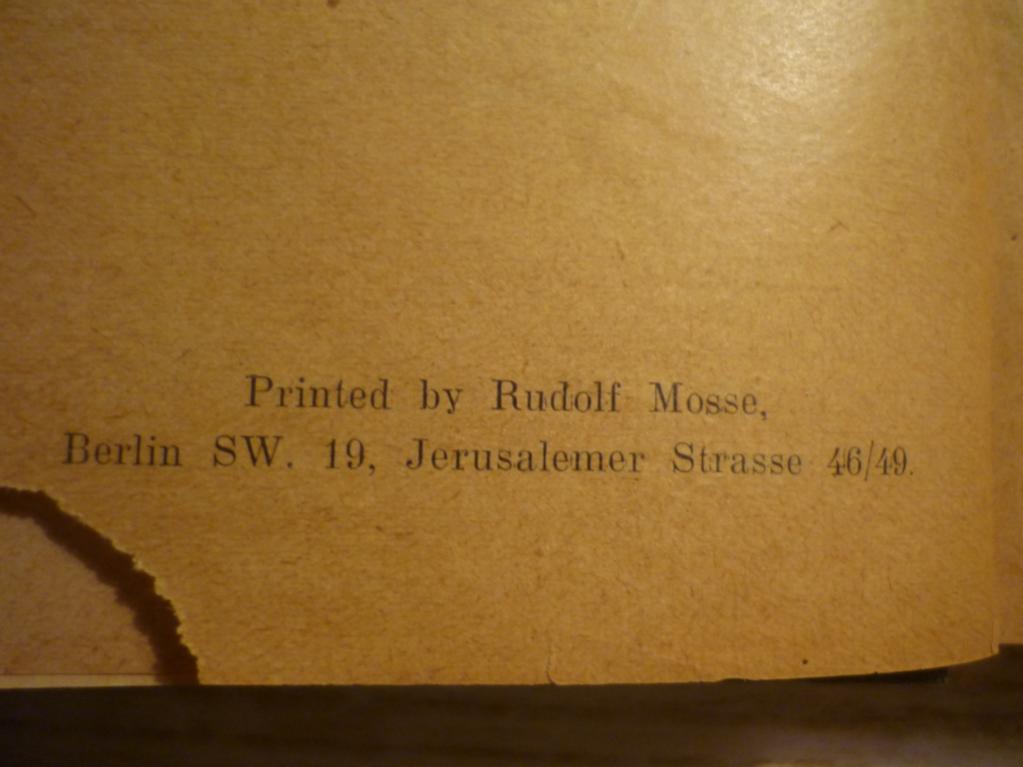 Printed by Rudolf Mosse,
Berlin SW. 19, Jerusalemer Strasse 46/49.